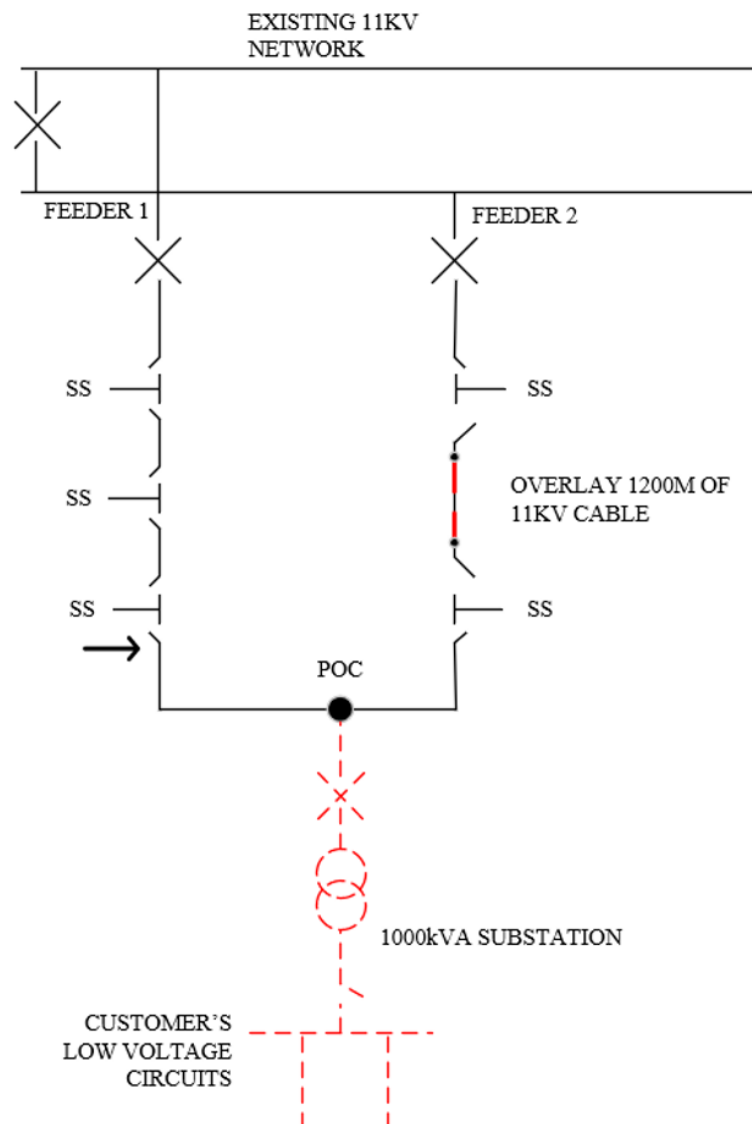 EXISTING 11KV
NETWORK
FEEDER 1
FEEDER 2
SS
SS
SS
OVERLAY 1200M OF
11KV CABLE
SS
SS
POC
1000kVA SUBSTATION
CUSTOMER'S
LOW VOLTAGE
CIRCUITS